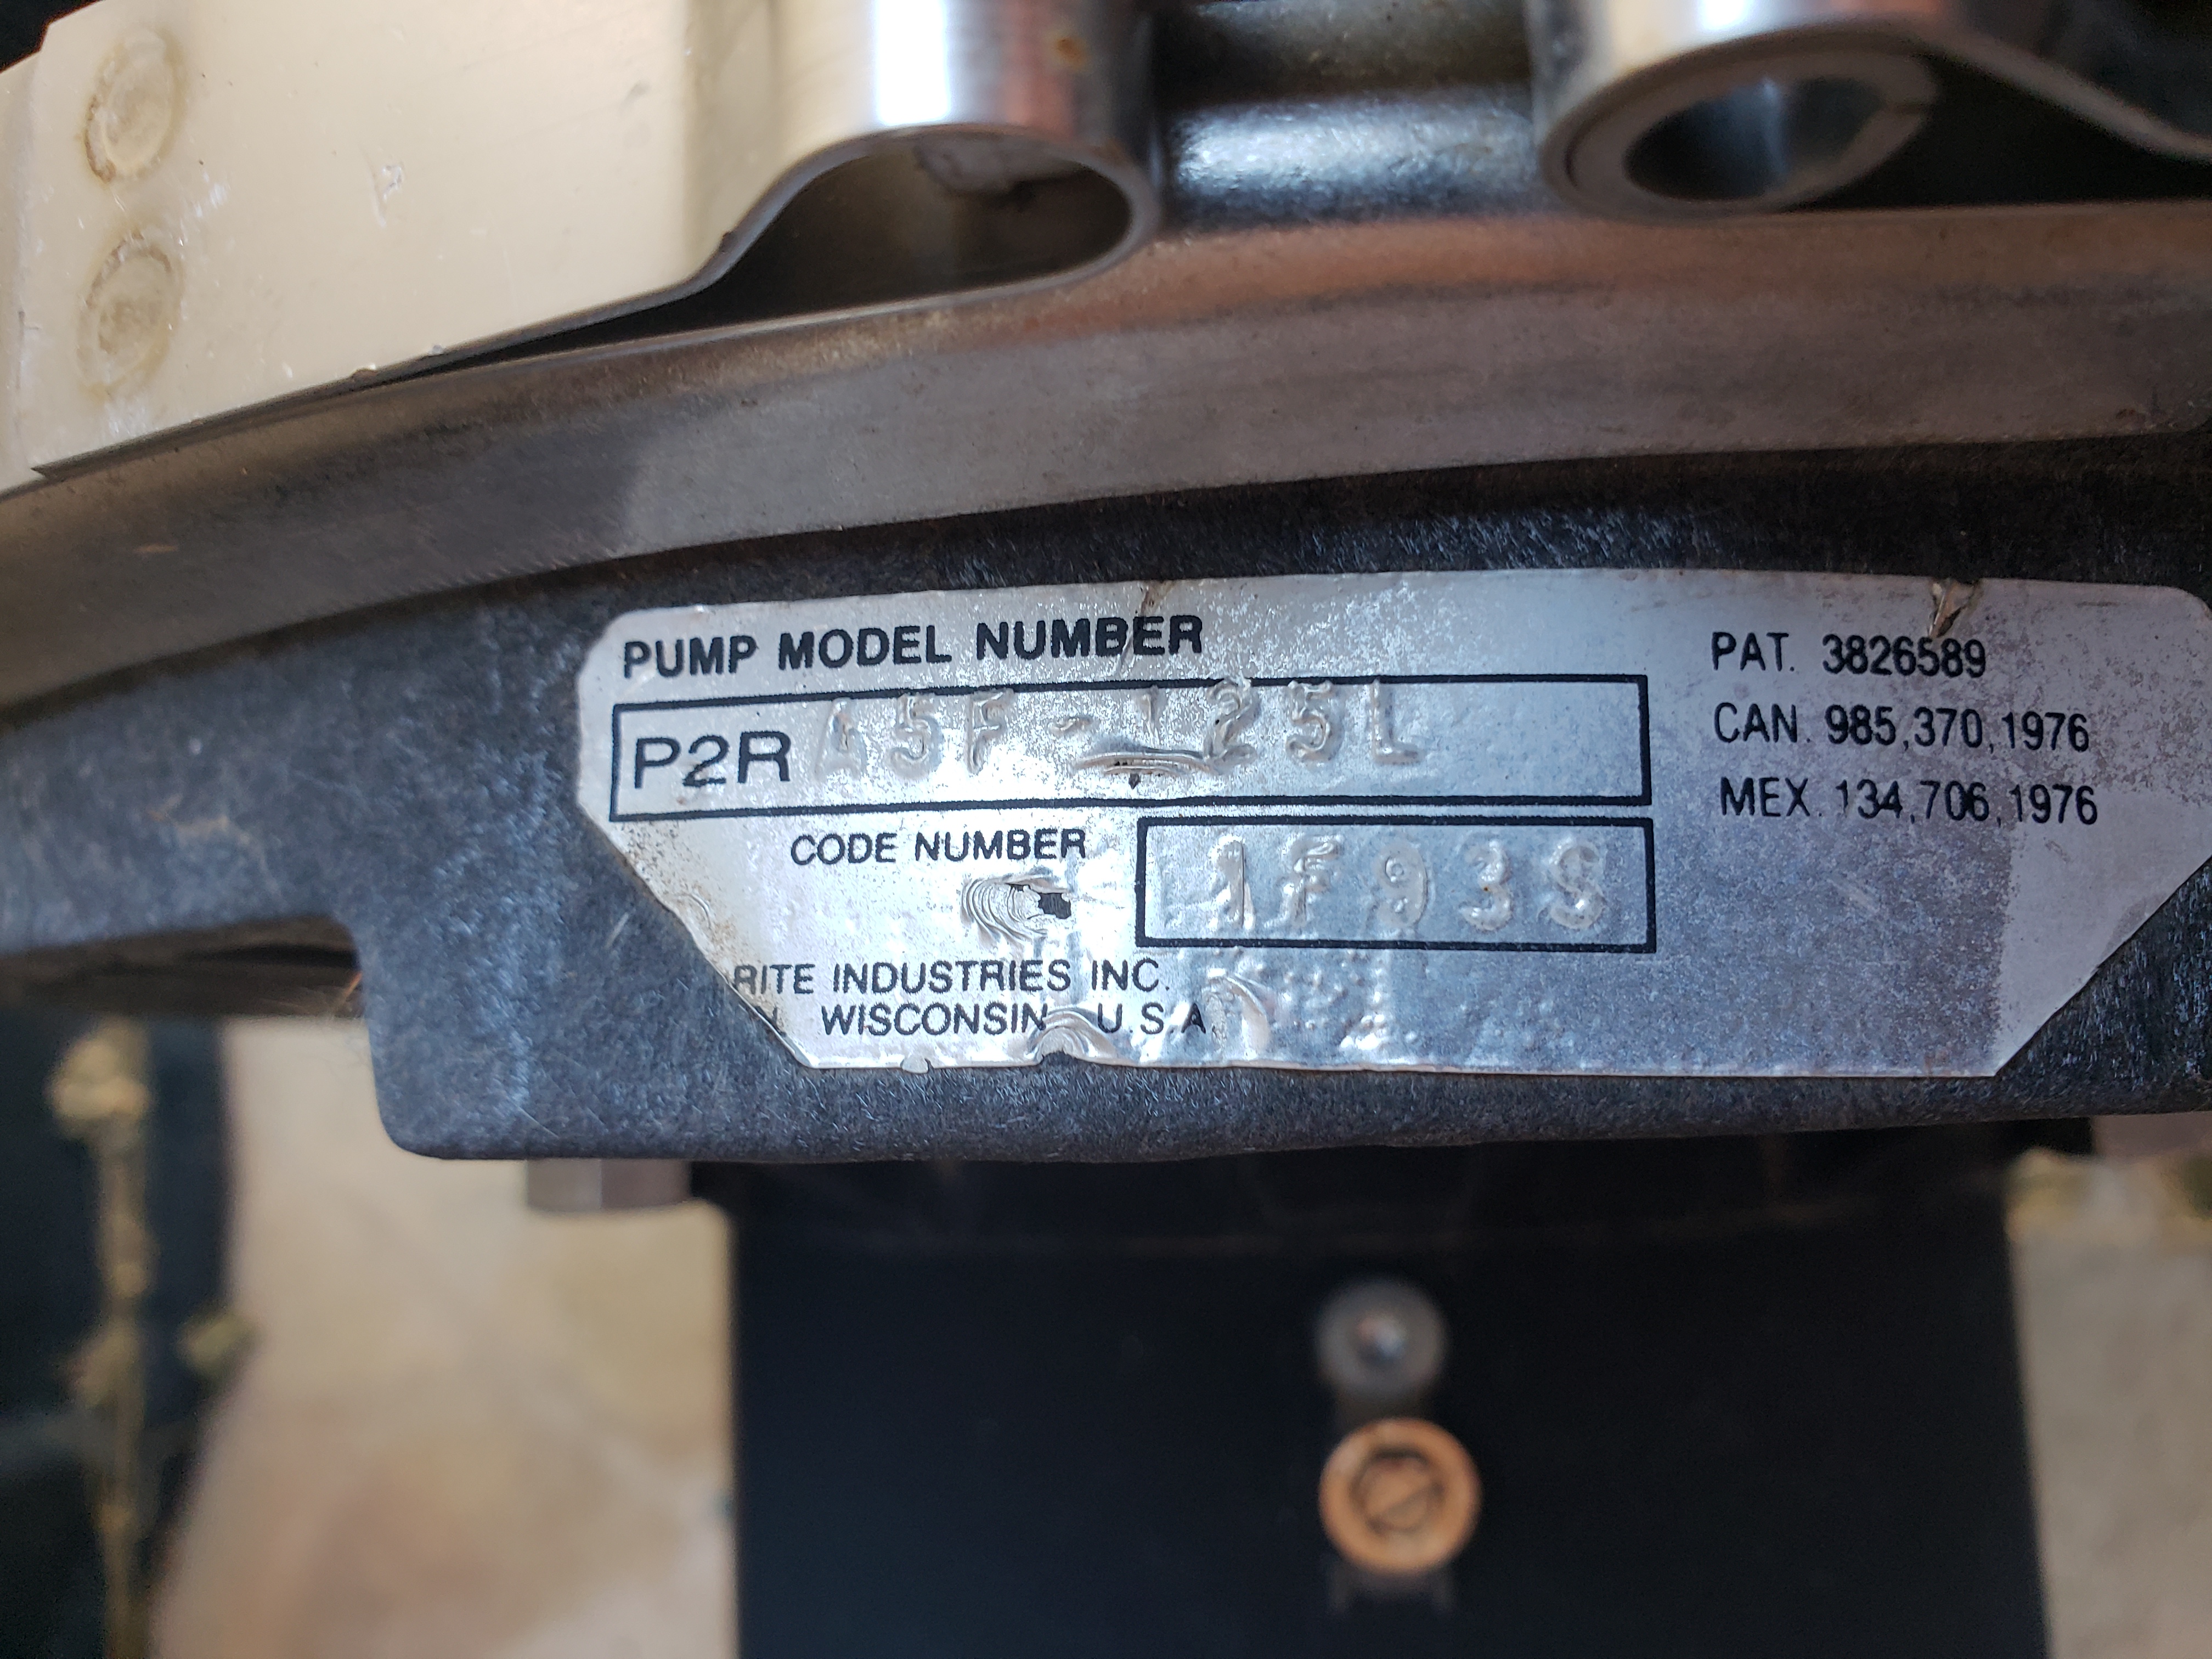 PUMP MODEL NUMBER
P2R A5F-125L
CODE NUMBER 1F93S
RITE INDUSTRIES INC.
WISCONSIN U.S.A.
PAT. 3826589
CAN. 985,370,1976
MEX. 134,706,1976